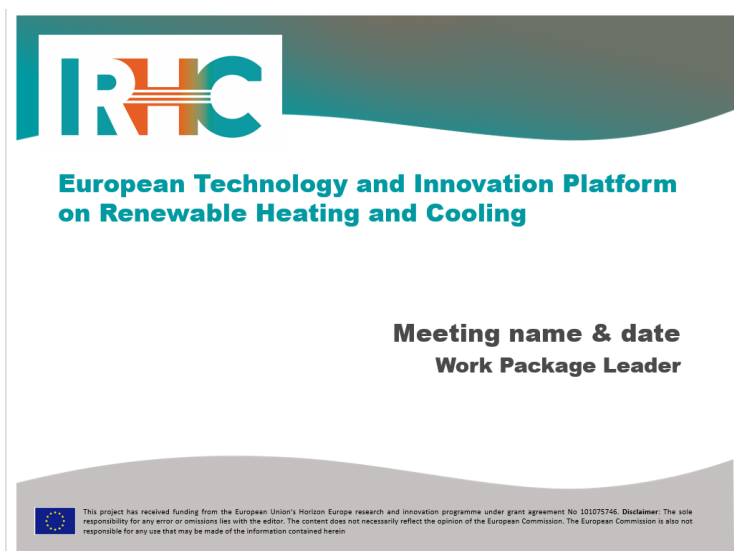 IRHC
European Technology and Innovation Platform
on Renewable Heating and Cooling
Meeting name & date
Work Package Leader
This project has received funding from the European Union's Horizon Europe research and innovation programme under grant agreement No 101075746. Disclaimer: The sole
responsibility for any error or omissions lies with the editor. The content does not necessarily reflect the opinion of the European Commission. The European Commission is also not
responsible for any use that may be made of the information contained herein